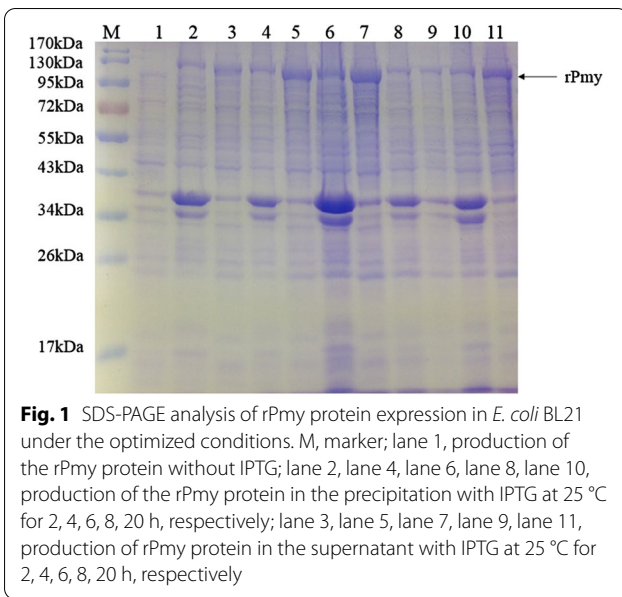 M 1 2 3 4 5 6 7 8 9 10 11
170kDa
130kDa
95kDa
rPmy
72kDa
55kDa
43kDa
34kDa
26kDa
17kDa
Fig. 1 SDS-PAGE analysis of rPmy protein expression in E. coli BL21
under the optimized conditions. M, marker; lane 1, production of
the rPmy protein without IPTG; lane 2, lane 4, lane 6, lane 8, lane 10,
production of the rPmy protein in the precipitation with IPTG at 25 °C
for 2, 4, 6, 8, 20 h, respectively; lane 3, lane 5, lane 7, lane 9, lane 11,
production of rPmy protein in the supernatant with IPTG at 25 °C for
2, 4, 6, 8, 20 h, respectively